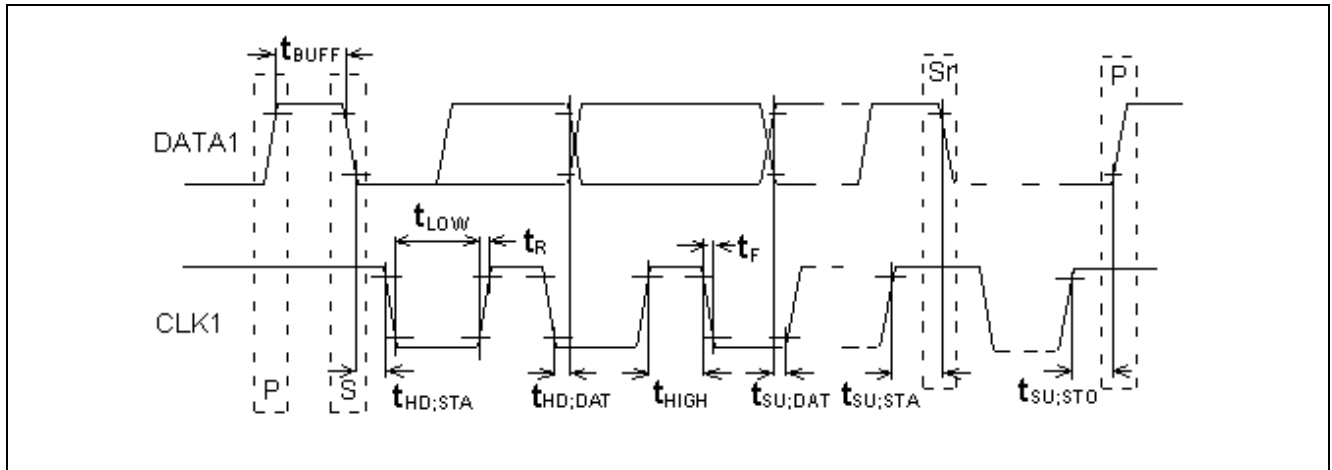 tBUFF
Sr
P
DATA1
tLOW
tR
tF
CLK1
P
S
tHD;STA
tHD;DAT
tHIGH
tSU;DAT
tSU;STA
tSU;STO